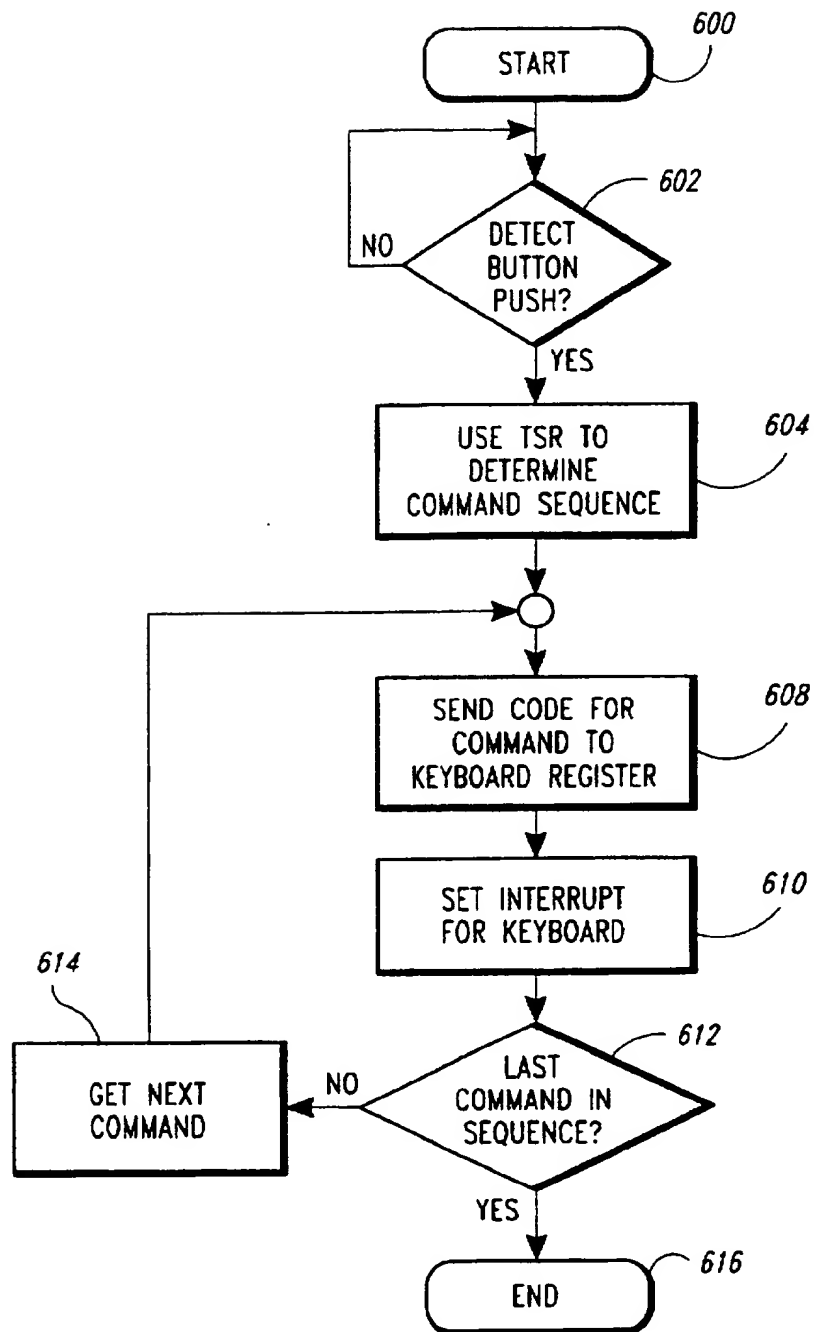 600
START
602
DETECT
BUTTON
PUSH?
NO
YES
604
USE TSR TO
DETERMINE
COMMAND SEQUENCE
608
SEND CODE FOR
COMMAND TO
KEYBOARD REGISTER
610
SET INTERRUPT
FOR KEYBOARD
612
LAST
COMMAND IN
SEQUENCE?
NO
614
GET NEXT
COMMAND
YES
616
END